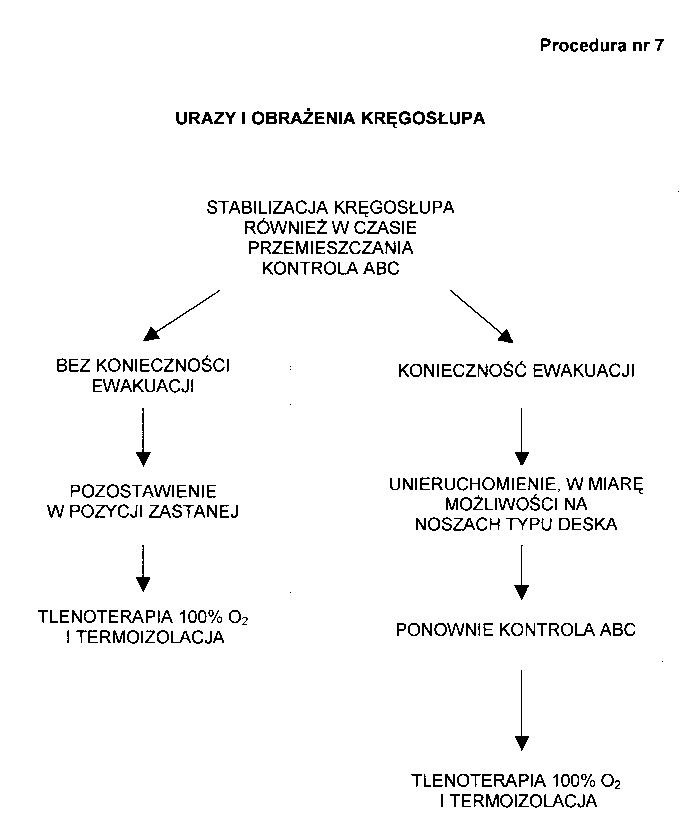 Procedura nr 7
URAZY I OBRAŻENIA KRĘGOSŁUPA
STABILIZACJA KRĘGOSŁUPA
RÓWNIEŻ W CZASIE
PRZEMIESZCZANIA
KONTROLA ABC
BEZ KONIECZNOŚCI
EWAKUACJI
POZOSTAWIENIE
W POZYCJI ZASTANEJ
TLENOTERAPIA 100% O₂
I TERMOIZOLACJA
KONIECZNOŚĆ EWAKUACJI
UNIERUCHOMIENIE, W MIARĘ
MOŻLIWOŚCI NA
NOSZACH TYPU DESKA
PONOWNIE KONTROLA ABC
TLENOTERAPIA 100% O₂
I TERMOIZOLACJA